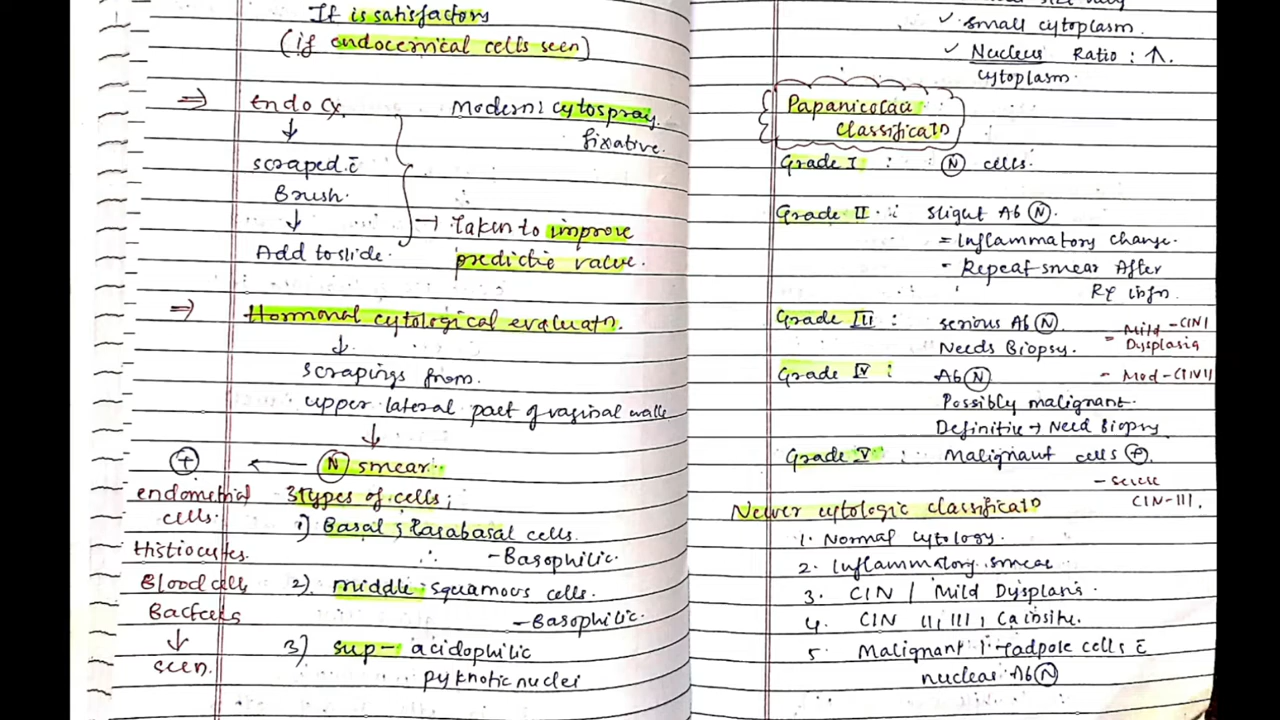 It is satisfactors
(if endocervical cells seen)
⇒ endo cx. Modern: cytospray
fixative.
↓
scraped c̄
Brush.
↓ → Taken to improve
Add to slide. predictie value.
⇒ Hormonal cytological evaluatn.
↓
scrapings from.
upper lateral part of vaginal walls
↓
(+) ← (N) smear.
endometrial 3 types of cells;
cells.
1) Basal & Parabasal cells.
Histiocytes. - Basophilic.
Blood cells 2). middle squamous cells.
Bacteria - Basophilic.
↓ 3) sup - acidophilic
seen. pyknotic nuclei
✓ small cytoplasm.
✓ Nucleus Ratio : ↑.
cytoplasm.
Papanicolau
classificatn
Grade I : (N) cells.
Grade II : slight Ab (N).
= Inflammatory change.
- Repeat smear After
Rx infn.
Grade III : serious Ab (N). = Mild - CIN I
Needs Biopsy. Dysplasia
Grade IV : Ab (N) - Mod - CIN II
Possibly malignant.
Definitie → Need Biopsy
Grade V : Malignant cells (+).
- severe
CIN-III.
Newer cytologic classificatn
1. Normal cytology.
2. Inflammatory smear
3. CIN I Mild Dysplasis.
4. CIN II, III, Ca insitu.
5. Malignant : tadpole cells c̄
nuclear Ab (N)